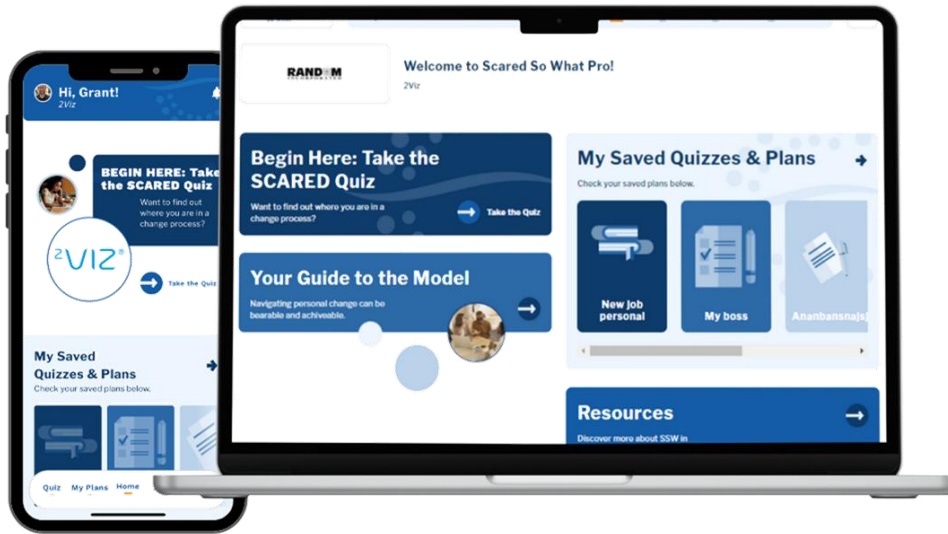 Hi, Grant!
2Viz
BEGIN HERE: Take
the SCARED Quiz
Want to find out
where you are in a
change process?
2VIZ®
Take the Quiz
My Saved
Quizzes & Plans
Check your saved plans below.
Quiz My Plans Home
RANDOM
INCORPORATED
Welcome to Scared So What Pro!
2Viz
Begin Here: Take the
SCARED Quiz
Want to find out where you are in a
change process?
Take the Quiz
Your Guide to the Model
Navigating personal change can be
bearable and achiveable.
My Saved Quizzes & Plans
Check your saved plans below.
New job
personal
My boss
Ananbansnajsj
Resources
Discover more about SSW in